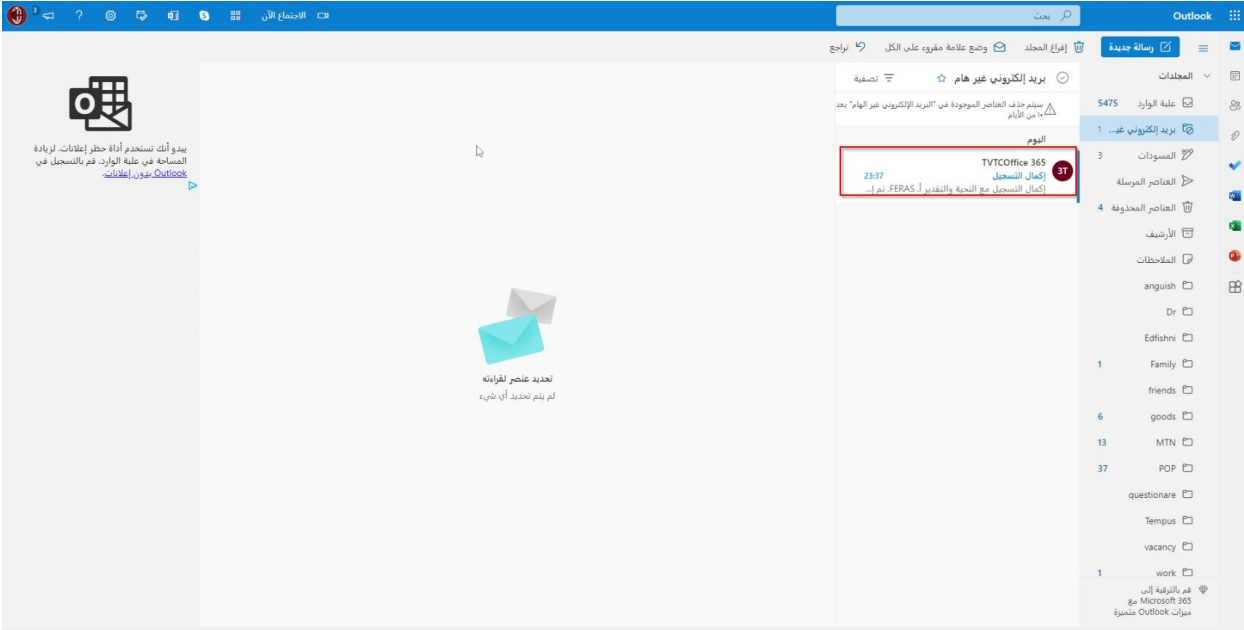 Outlook
بحث
الاجتماع الآن
3
رسالة جديدة
إفراغ المجلد
وضع علامة مقروء على الكل
تراجع
المجلدات
علبة الوارد 5475
بريد إلكتروني غيـ... 1
المسودات 3
العناصر المرسلة
العناصر المحذوفة 4
الأرشيف
الملاحظات
anguish
Dr
Edfishni
Family 1
friends
goods 6
MTN 13
POP 37
questionare
Tempus
vacancy
work 1
قم بالترقية إلى
Microsoft 365 مع
ميزات Outlook متميزة
بريد إلكتروني غير هام
تصفية
سيتم حذف العناصر الموجودة في "البريد الإلكتروني غير الهام" بعد
١٠ من الأيام
اليوم
3T
TVTCOffice 365
إكمال التسجيل 23:37
إكمال التسجيل مع التحية والتقدير أ. FERAS، تم إ...
تحديد عنصر لقراءته
لم يتم تحديد أي شيء
يبدو أنك تستخدم أداة حظر إعلانات. لزيادة
المساحة في علبة الوارد، قم بالتسجيل في
Outlook بدون إعلانات.